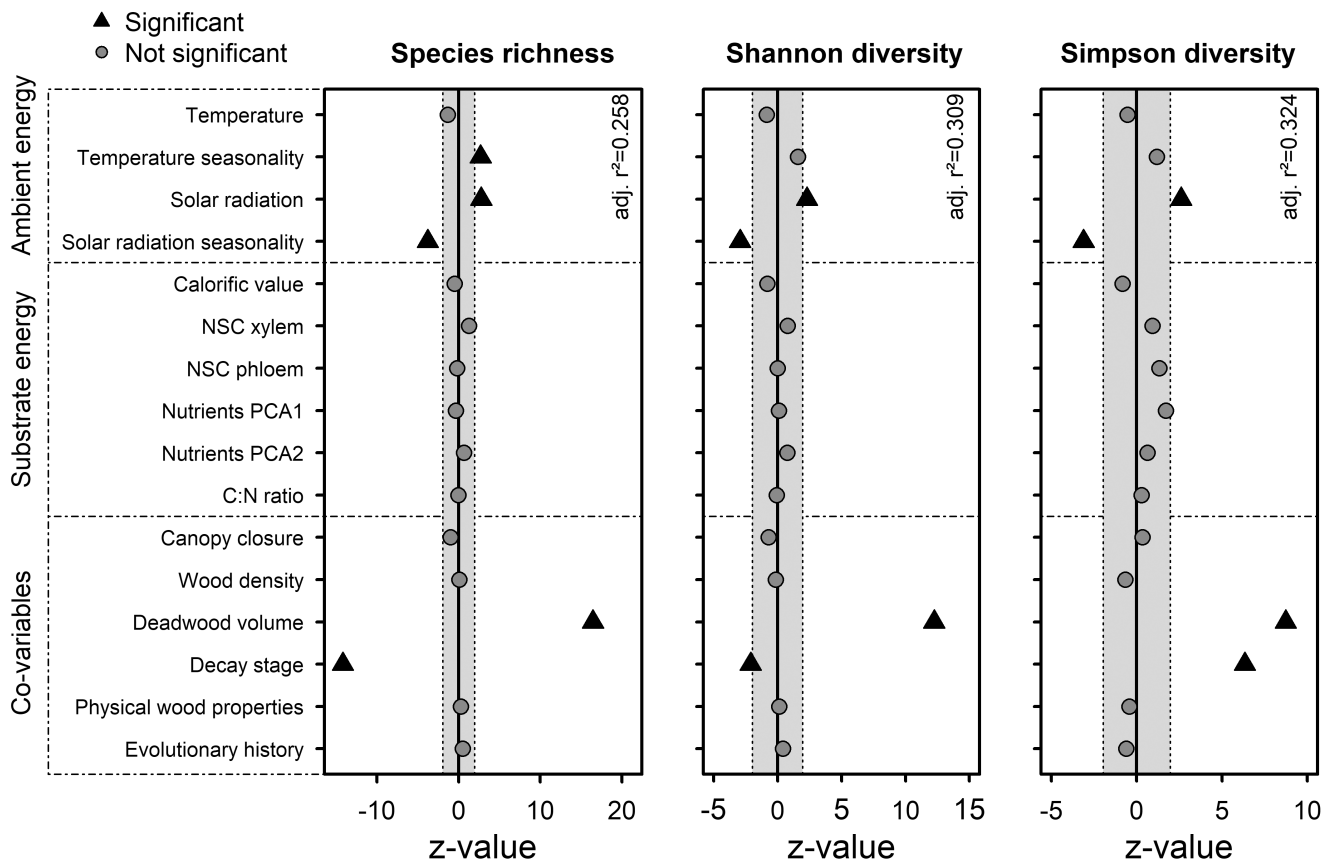 Significant
Not significant
Species richness
Shannon diversity
Simpson diversity
Ambient energy
Temperature
Temperature seasonality
Solar radiation
Solar radiation seasonality
Substrate energy
Calorific value
NSC xylem
NSC phloem
Nutrients PCA1
Nutrients PCA2
C:N ratio
Co-variables
Canopy closure
Wood density
Deadwood volume
Decay stage
Physical wood properties
Evolutionary history
adj. r²=0.258
adj. r²=0.309
adj. r²=0.324
-10 0 10 20
-5 0 5 10 15
-5 0 5 10
z-value
z-value
z-value